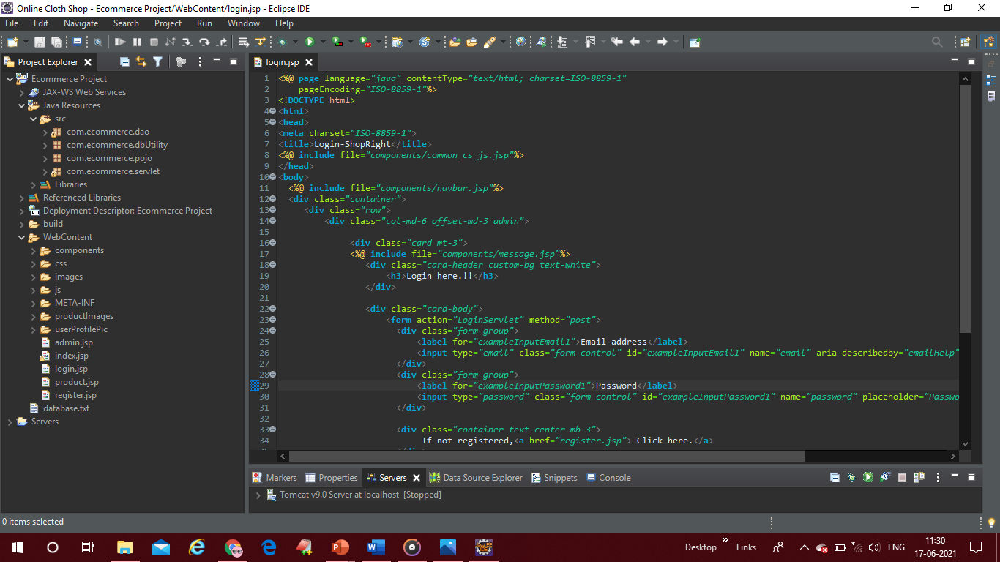 Online Cloth Shop - Ecommerce Project/WebContent/login.jsp - Eclipse IDE
File Edit Navigate Search Project Run Window Help
Project Explorer
login.jsp
Ecommerce Project
JAX-WS Web Services
Java Resources
src
com.ecommerce.dao
com.ecommerce.dbUtility
com.ecommerce.pojo
com.ecommerce.servlet
Libraries
Referenced Libraries
Deployment Descriptor: Ecommerce Project
build
WebContent
components
css
images
js
META-INF
productImages
userProfilePic
admin.jsp
index.jsp
login.jsp
product.jsp
register.jsp
database.txt
Servers
1 <%@ page language="java" contentType="text/html; charset=ISO-8859-1"
2 pageEncoding="ISO-8859-1"%>
3 <!DOCTYPE html>
4 <html>
5 <head>
6 <meta charset="ISO-8859-1">
7 <title>Login-ShopRight</title>
8 <%@ include file="components/common_cs_js.jsp"%>
9 </head>
10 <body>
11 <%@ include file="components/navbar.jsp"%>
12 <div class="container">
13 <div class="row">
14 <div class="col-md-6 offset-md-3 admin">
15
16 <div class="card mt-3">
17 <%@ include file="components/message.jsp"%>
18 <div class="card-header custom-bg text-white">
19 <h3>Login here.!!</h3>
20 </div>
21
22 <div class="card-body">
23 <form action="LoginServlet" method="post">
24 <div class="form-group">
25 <label for="exampleInputEmail1">Email address</label>
26 <input type="email" class="form-control" id="exampleInputEmail1" name="email" aria-describedby="emailHelp"
27 </div>
28 <div class="form-group">
29 <label for="exampleInputPassword1">Password</label>
30 <input type="password" class="form-control" id="exampleInputPassword1" name="password" placeholder="Passwo
31 </div>
32
33 <div class="container text-center mb-3">
34 If not registered,<a href="register.jsp"> Click here.</a>
Markers Properties Servers Data Source Explorer Snippets Console
Tomcat v9.0 Server at localhost [Stopped]
0 items selected
Desktop Links ENG 11:30
17-06-2021